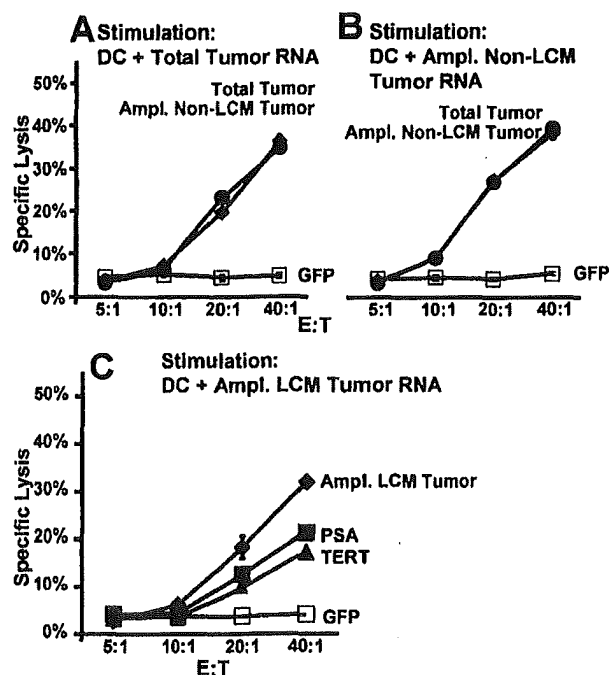 A Stimulation:
DC + Total Tumor RNA
Specific Lysis
50%
40%
30%
20%
10%
0%
Total Tumor
Ampl. Non-LCM Tumor
GFP
5:1 10:1 20:1 40:1
E:T
B Stimulation:
DC + Ampl. Non-LCM
Tumor RNA
Total Tumor
Ampl. Non-LCM Tumor
GFP
5:1 10:1 20:1 40:1
C Stimulation:
DC + Ampl. LCM Tumor RNA
Specific Lysis
50%
40%
30%
20%
10%
0%
Ampl. LCM Tumor
PSA
TERT
GFP
5:1 10:1 20:1 40:1
E:T